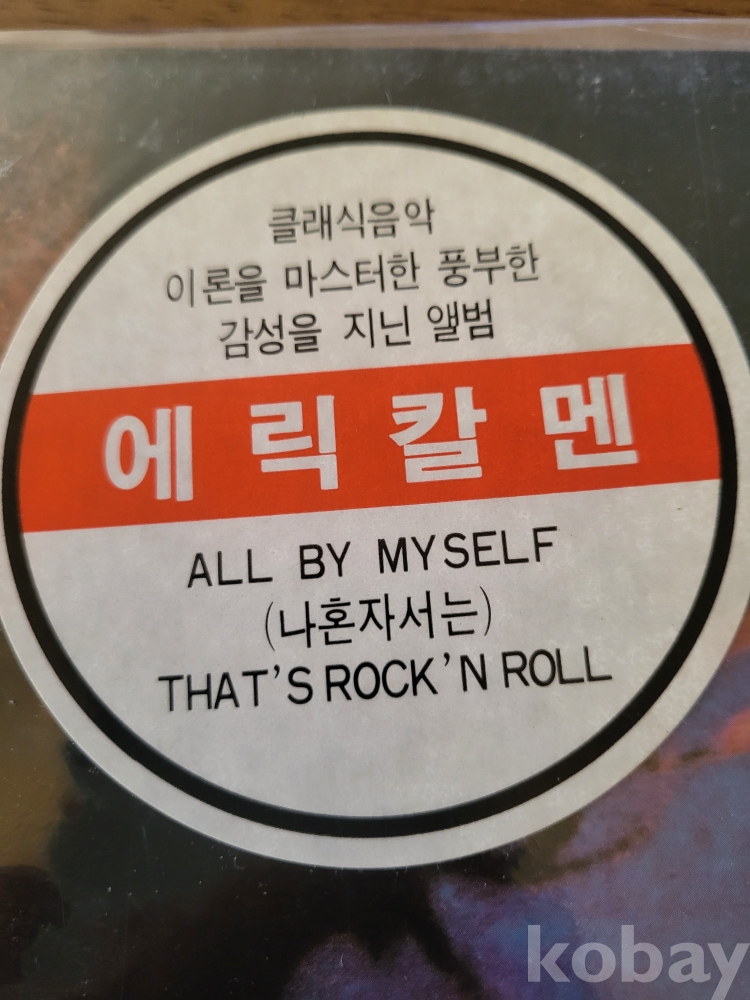 클래식음악
이론을 마스터한 풍부한
감성을 지닌 앨범
에릭칼멘
ALL BY MYSELF
(나혼자서는)
THAT'S ROCK'N ROLL
kobay